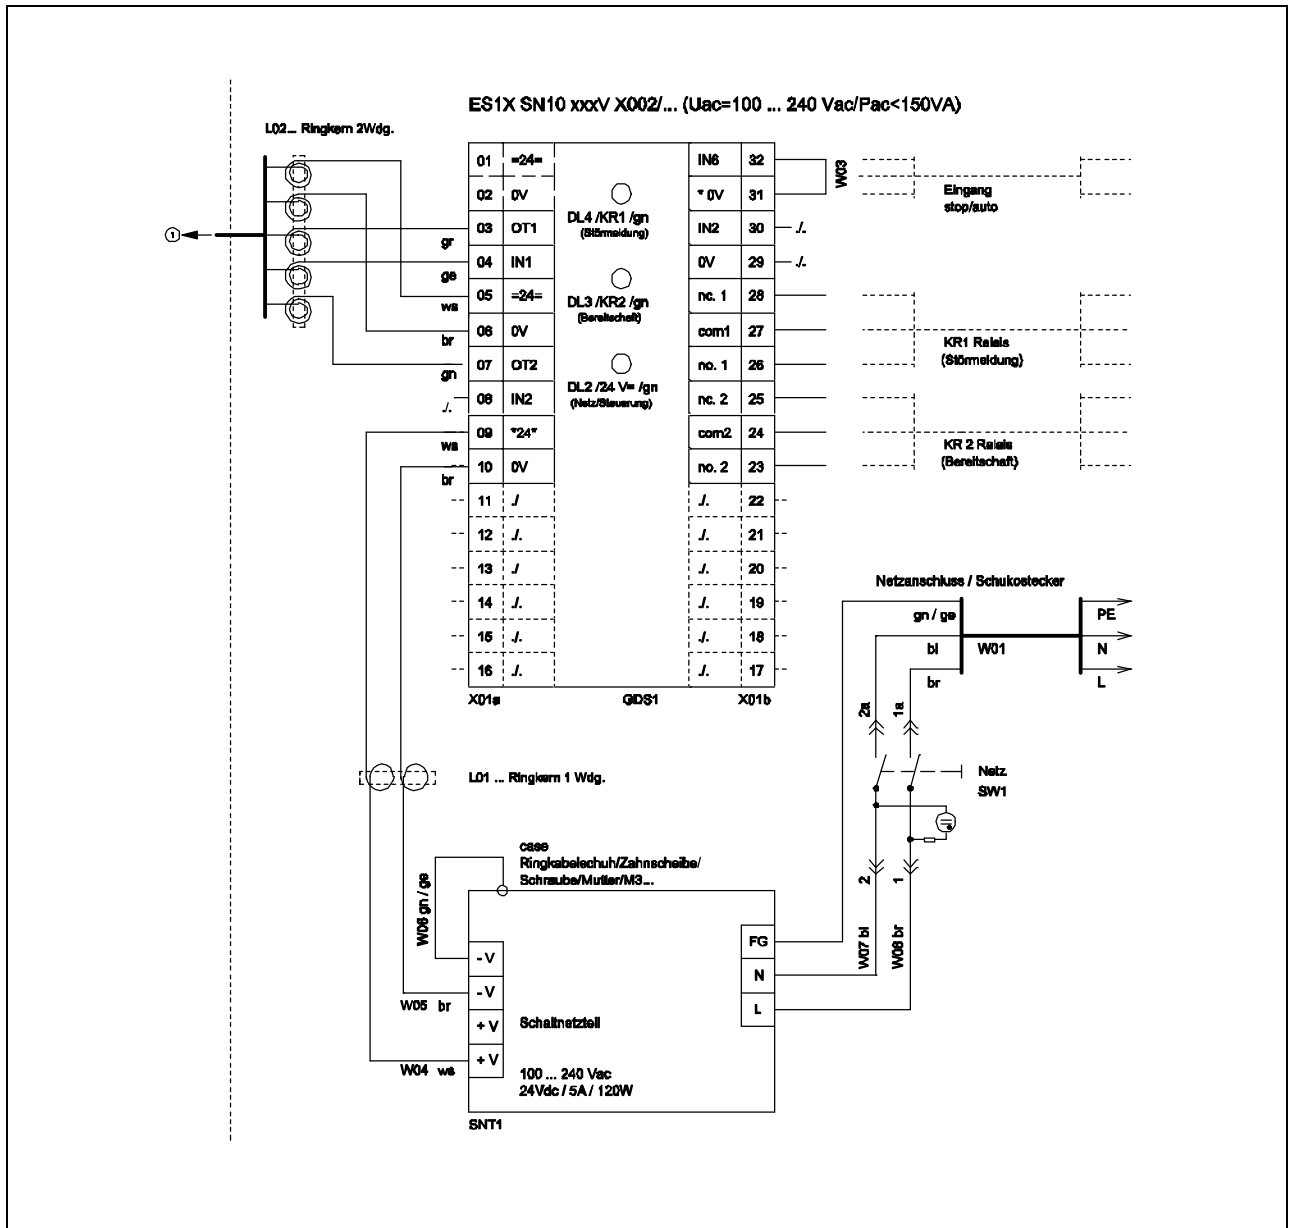 ES1X SN10 xxxV X002/... (Uac=100 ... 240 Vac/Pac<150VA)
L02... Ringkern 2Wdg.
01 =24= IN6 32
02 0V * 0V 31
03 OT1 IN2 30 ./.
04 IN1 0V 29 ./.
05 =24= nc. 1 28
06 0V com1 27
07 OT2 no. 1 26
./. 08 IN2 nc. 2 25
09 *24* com2 24
10 0V no. 2 23
11 ./ ./. 22
12 ./. ./. 21
13 ./ ./. 20
14 ./. ./. 19
15 ./. ./. 18
16 ./. ./. 17
X01a GDS1 X01b
1
gr
ge
ws
br
gn
ws
br
DL4 /KR1 /gn
(Störmeldung)
DL3 /KR2 /gn
(Bereitschaft)
DL2 /24 V= /gn
(Netz/Steuerung)
W03
Eingang
stop/auto
KR1 Relais
(Störmeldung)
KR 2 Relais
(Bereitschaft)
Netzanschluss / Schukostecker
gn / ge
PE
bl
W01
N
br
L
2a
1a
Netz
SW1
2
1
W07 bl
W08 br
L01 ... Ringkern 1 Wdg.
case
Ringkabelschuh/Zahnscheibe/
Schraube/Mutter/M3...
W06 gn / ge
- V
- V
+ V
+ V
W05 br
W04 ws
FG
N
L
Schaltnetzteil
100 ... 240 Vac
24Vdc / 5A / 120W
SNT1